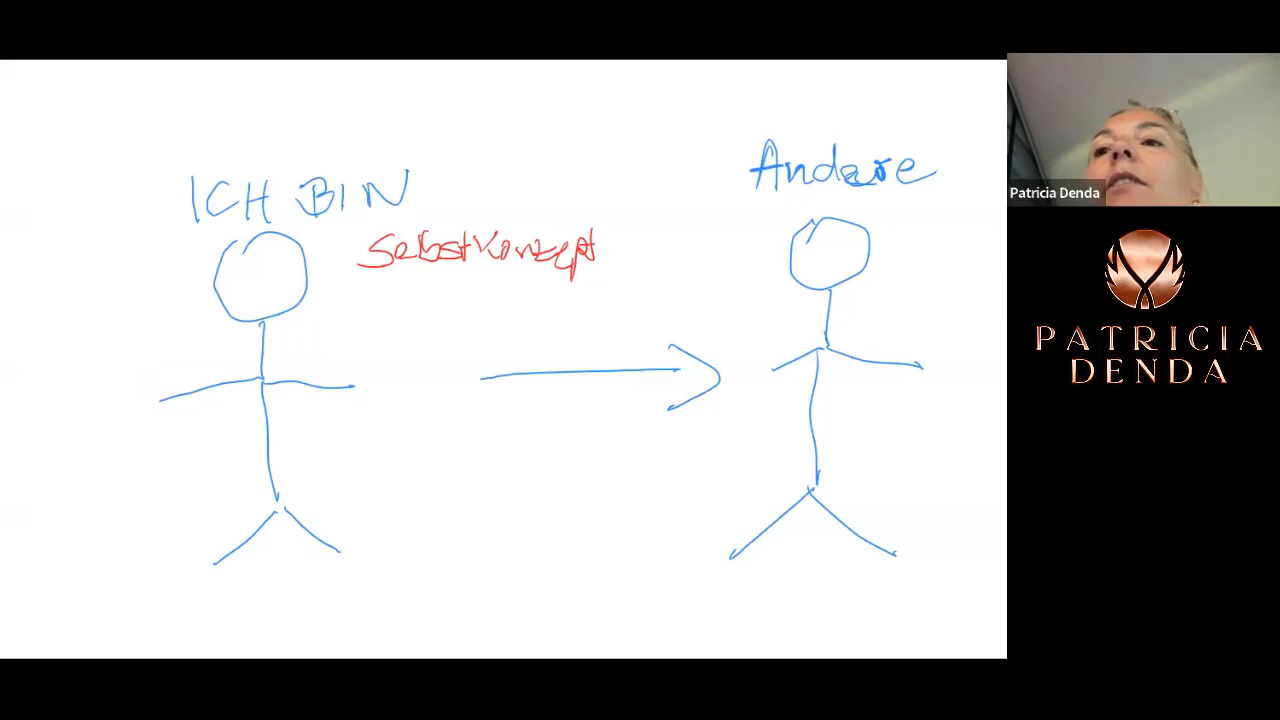 ICH BIN
Andere
Selbstkonzept
Patricia Denda
PATRICIA
DENDA